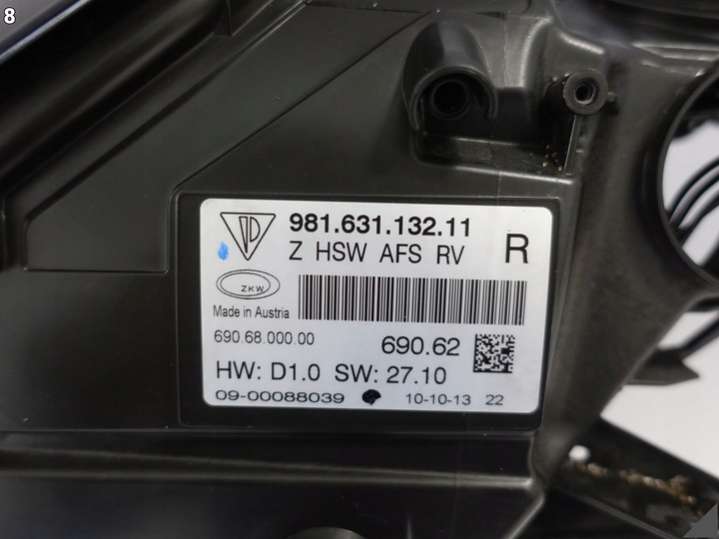 8
981.631.132.11
Z HSW AFS RV R
ZKW
Made in Austria
690.68.000.00 690.62
HW: D1.0 SW: 27.10
09-00088039 10-10-13 22